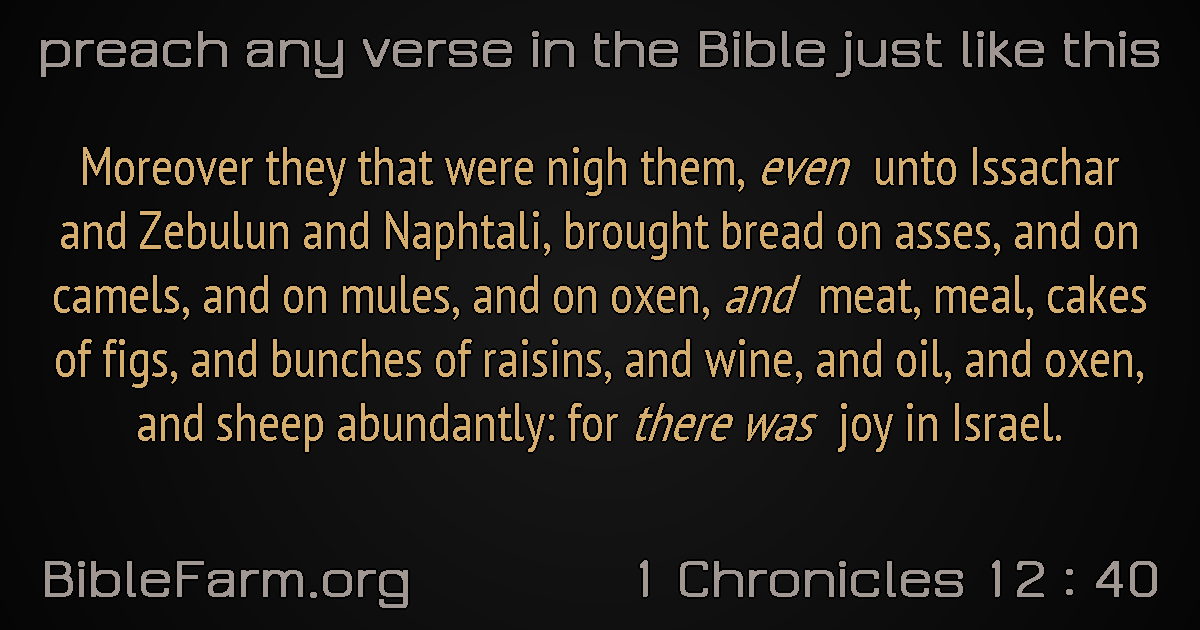 preach any verse in the Bible just like this
Moreover they that were nigh them, even unto Issachar
and Zebulun and Naphtali, brought bread on asses, and on
camels, and on mules, and on oxen, and meat, meal, cakes
of figs, and bunches of raisins, and wine, and oil, and oxen,
and sheep abundantly: for there was joy in Israel.
BibleFarm.org
1 Chronicles 12 : 40